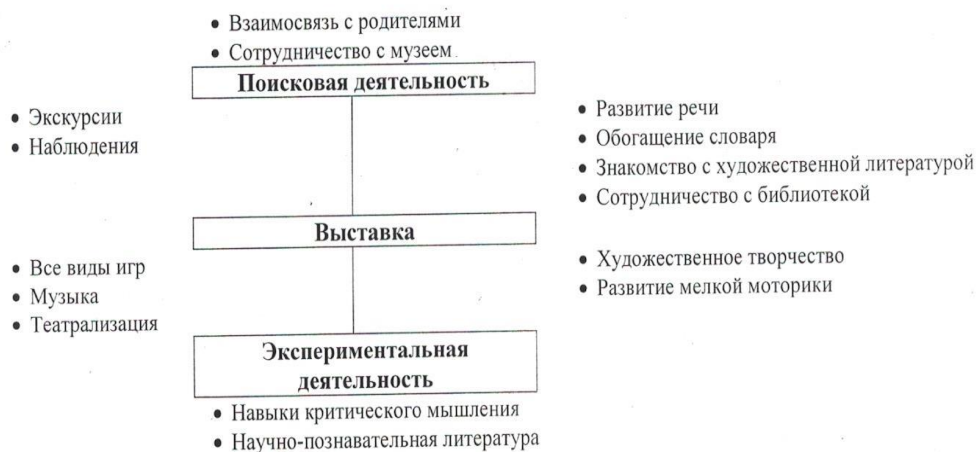 • Взаимосвязь с родителями
• Сотрудничество с музеем
Поисковая деятельность
• Экскурсии
• Наблюдения
• Развитие речи
• Обогащение словаря
• Знакомство с художественной литературой
• Сотрудничество с библиотекой
Выставка
• Все виды игр
• Музыка
• Театрализация
• Художественное творчество
• Развитие мелкой моторики
Экспериментальная
деятельность
• Навыки критического мышления
• Научно-познавательная литература